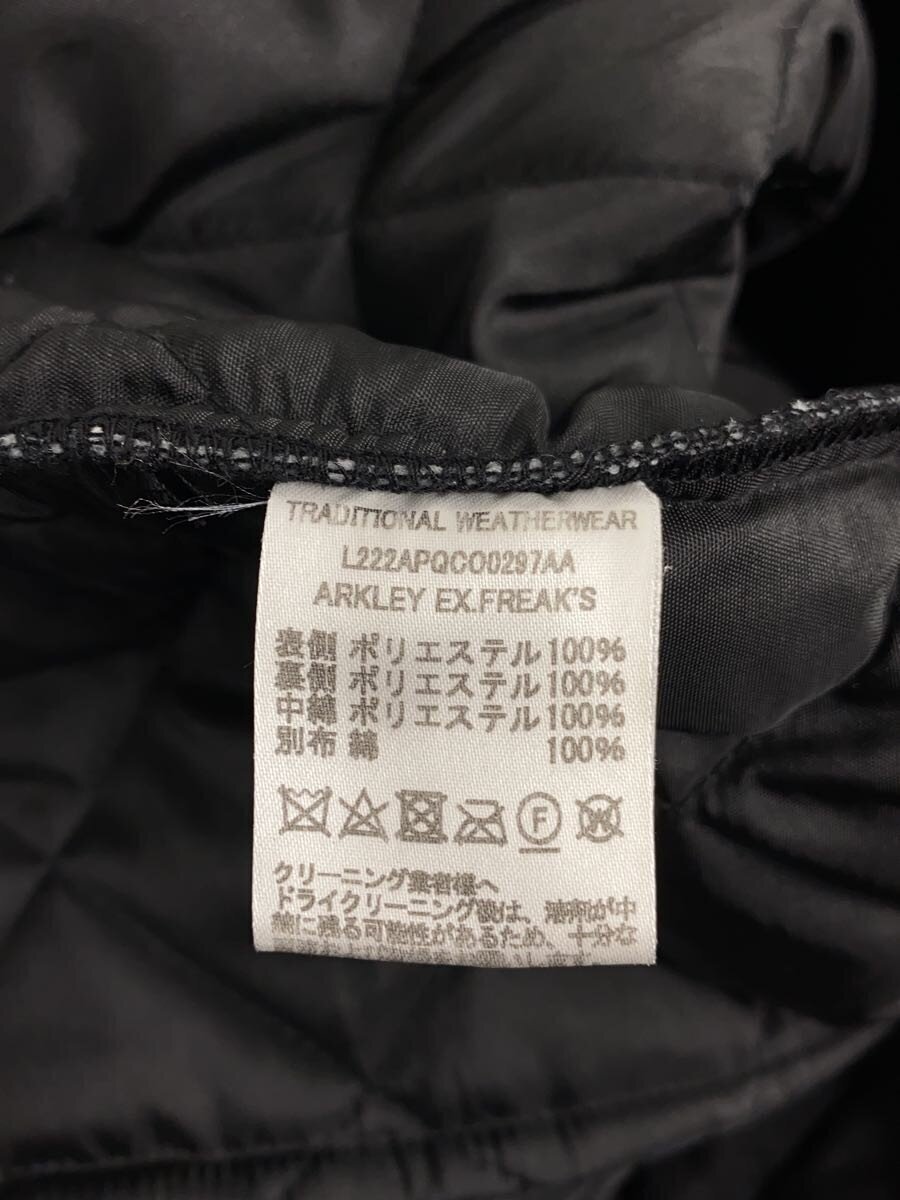 TRADITIONAL WEATHERWEAR
L222APQCO0297AA
ARKLEY EX.FREAK'S
表側 ポリエステル100%
裏側 ポリエステル100%
中綿 ポリエステル100%
別布 綿 100%
F
W
クリーニング業者様へ
ドライクリーニング後は、溶剤が中
綿に残る可能性があるため、十分な